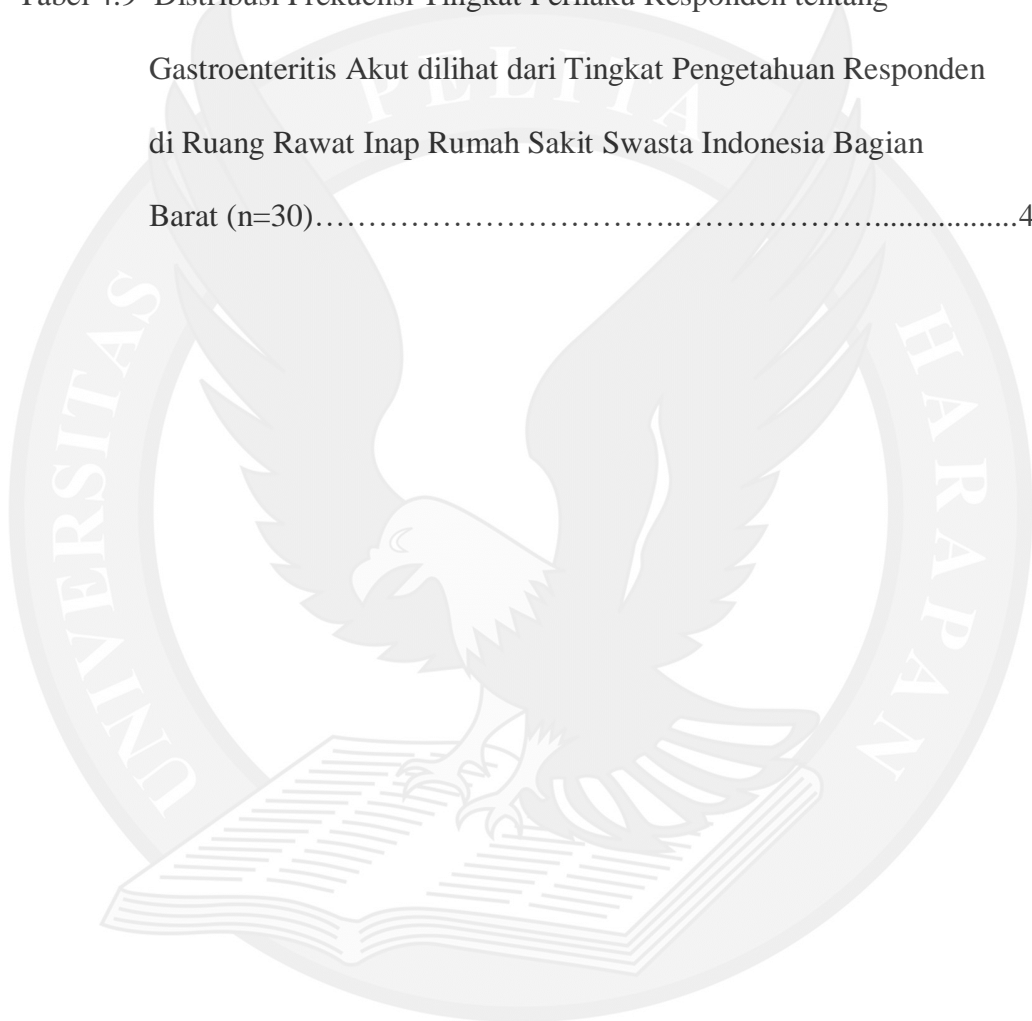 Tabel 4.9 Distribusi Frekuensi Tingkat Perilaku Responden tentang
Gastroenteritis Akut dilihat dari Tingkat Pengetahuan Responden
di Ruang Rawat Inap Rumah Sakit Swasta Indonesia Bagian
Barat (n=30)……………………………….………………...................4
UNIVERSITAS
PELITA
HARAPAN